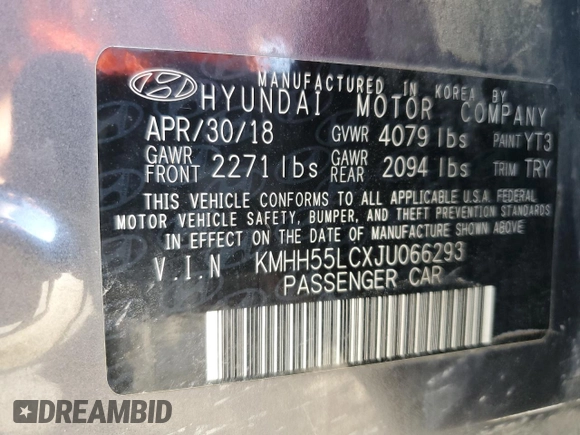 MANUFACTURED IN KOREA BY
HYUNDAI MOTOR COMPANY
APR/30/18 GVWR 4079 lbs PAINT YT3
GAWR FRONT 2271 lbs GAWR REAR 2094 lbs TRIM TRY
THIS VEHICLE CONFORMS TO ALL APPLICABLE U.S.A. FEDERAL
MOTOR VEHICLE SAFETY, BUMPER, AND THEFT PREVENTION STANDARDS
IN EFFECT ON THE DATE OF MANUFACTURE SHOWN ABOVE
V.I.N KMHH55LCXJU066293
PASSENGER CAR
DREAMBID